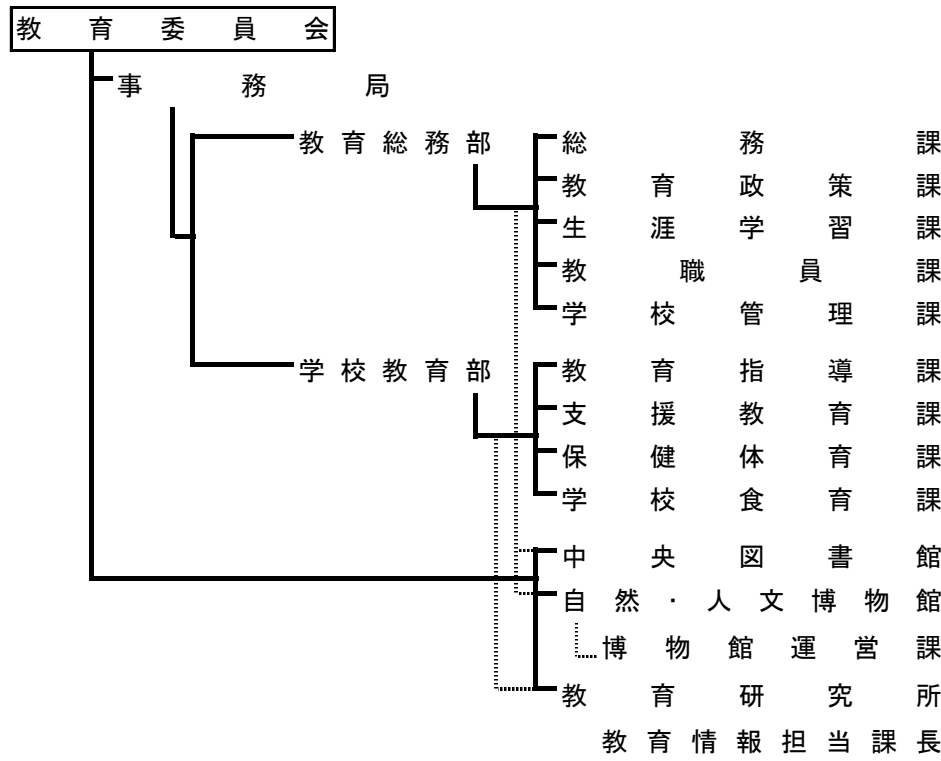 教育委員会
事務局
教育総務部
総務課
教育政策課
生涯学習課
教職員課
学校管理課
学校教育部
教育指導課
支援教育課
保健体育課
学校食育課
中央図書館
自然・人文博物館
博物館運営課
教育研究所
教育情報担当課長